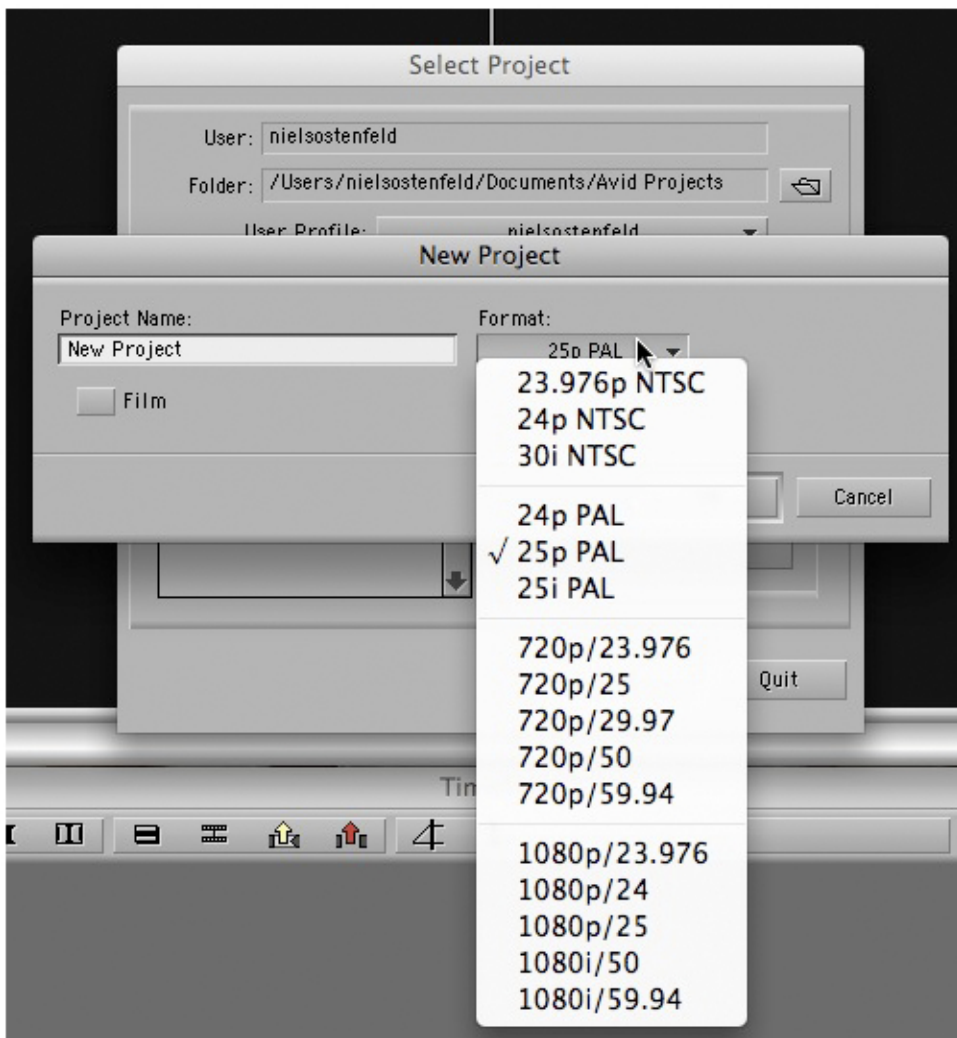 Select Project
User: nielsostenfeld
Folder: /Users/nielsostenfeld/Documents/Avid Projects
User Profile: nielsostenfeld
New Project
Project Name:
Format:
New Project
25p PAL
Film
23.976p NTSC
24p NTSC
30i NTSC
24p PAL
√ 25p PAL
25i PAL
720p/23.976
720p/25
720p/29.97
720p/50
720p/59.94
1080p/23.976
1080p/24
1080p/25
1080i/50
1080i/59.94
Cancel
Quit
Tim